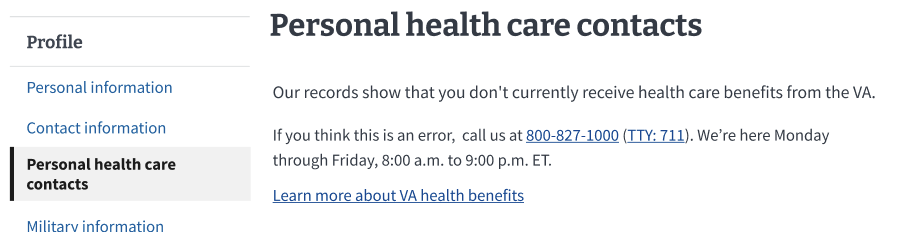 Personal health care contacts
Profile
Personal information
Contact information
Personal health care
contacts
Military information
Our records show that you don't currently receive health care benefits from the VA.
If you think this is an error,  call us at 800-827-1000 (TTY: 711). We’re here Monday
through Friday, 8:00 a.m. to 9:00 p.m. ET.
Learn more about VA health benefits